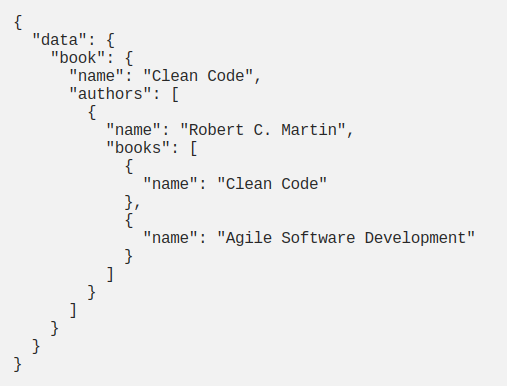 {
  "data": {
    "book": {
      "name": "Clean Code",
      "authors": [
        {
          "name": "Robert C. Martin",
          "books": [
            {
              "name": "Clean Code"
            },
            {
              "name": "Agile Software Development"
            }
          ]
        }
      ]
    }
  }
}